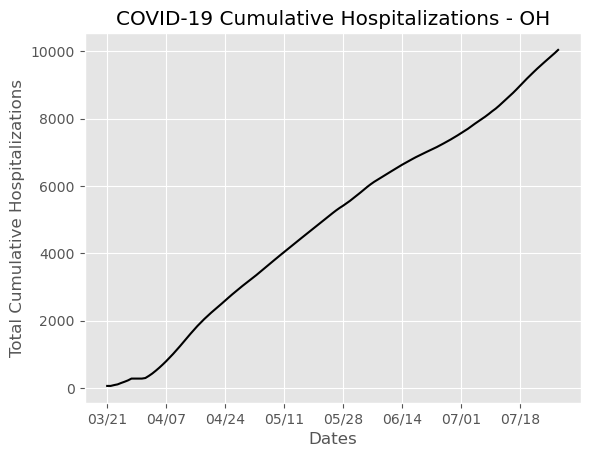 COVID-19 Cumulative Hospitalizations - OH
Total Cumulative Hospitalizations
10000
8000
6000
4000
2000
0
03/21 04/07 04/24 05/11 05/28 06/14 07/01 07/18
Dates